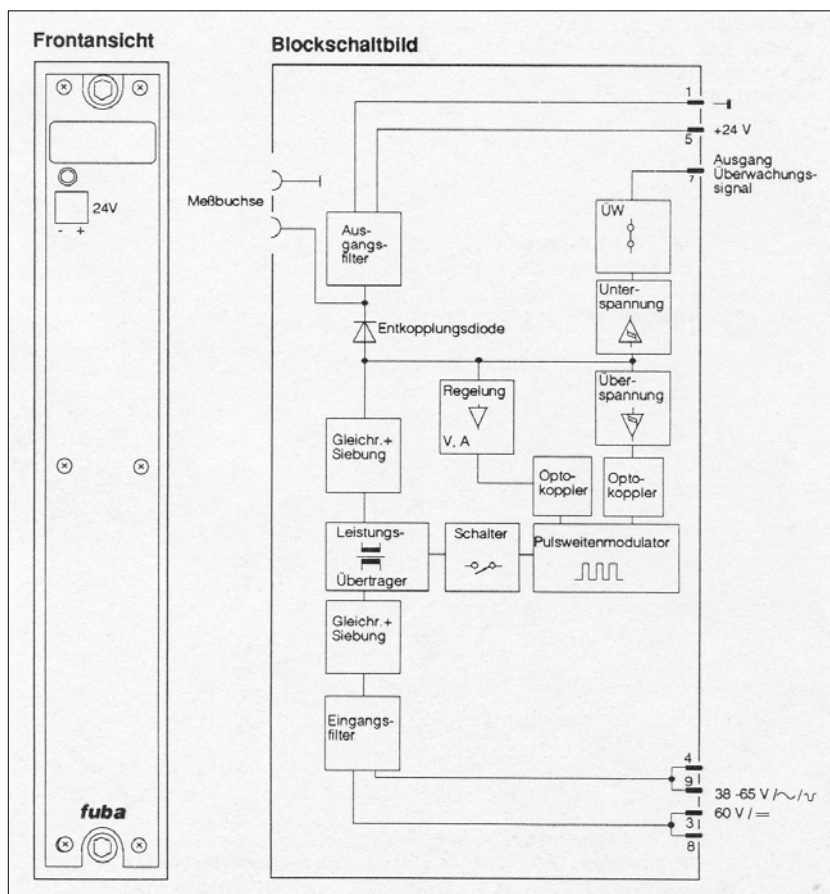 Frontansicht
24V
- +
fuba
Blockschaltbild
1
+24 V
5
Ausgang
Überwachungs-
signal
7
Meßbuchse
Aus-
gangs-
filter
ÜW
Unter-
spannung
Entkopplungsdiode
Regelung
V, A
Über-
spannung
Gleichr.+
Siebung
Opto-
koppler
Opto-
koppler
Leistungs-
Übertrager
Schalter
Pulsweitenmodulator
Gleichr.+
Siebung
Eingangs-
filter
4
9
38 -65 V /~/
60 V / =
3
8